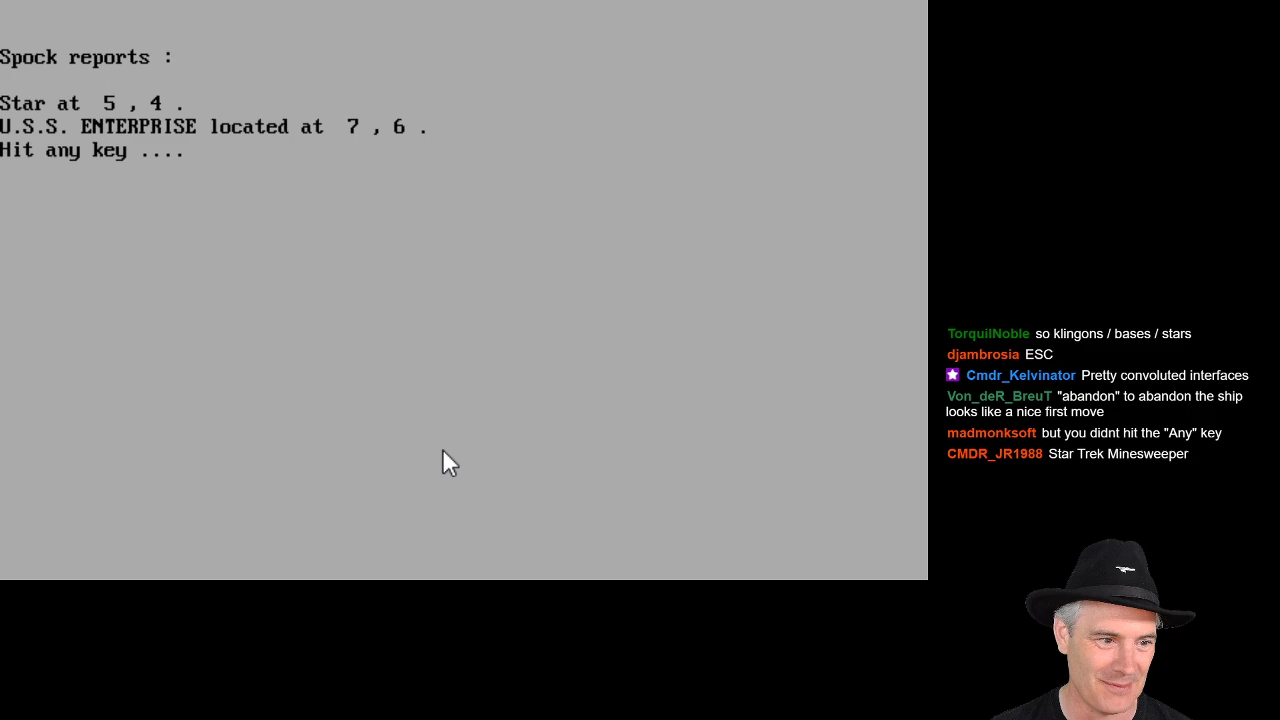 Spock reports :
Star at 5 , 4 .
U.S.S. ENTERPRISE located at 7 , 6 .
Hit any key ....
TorquilNoble so klingons / bases / stars
djambrosia ESC
Cmdr_Kelvinator Pretty convoluted interfaces
Von_deR_BreuT "abandon" to abandon the ship
looks like a nice first move
madmonksoft but you didnt hit the "Any" key
CMDR_JR1988 Star Trek Minesweeper